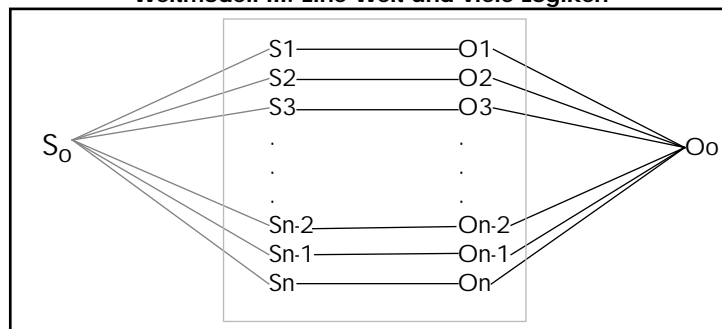 Weltmodell Eine Welt und viele Logiken
S1 O1
S2 O2
S3 O3
So Oo
. .
. .
. .
Sn-2 On-2
Sn-1 On-1
Sn On